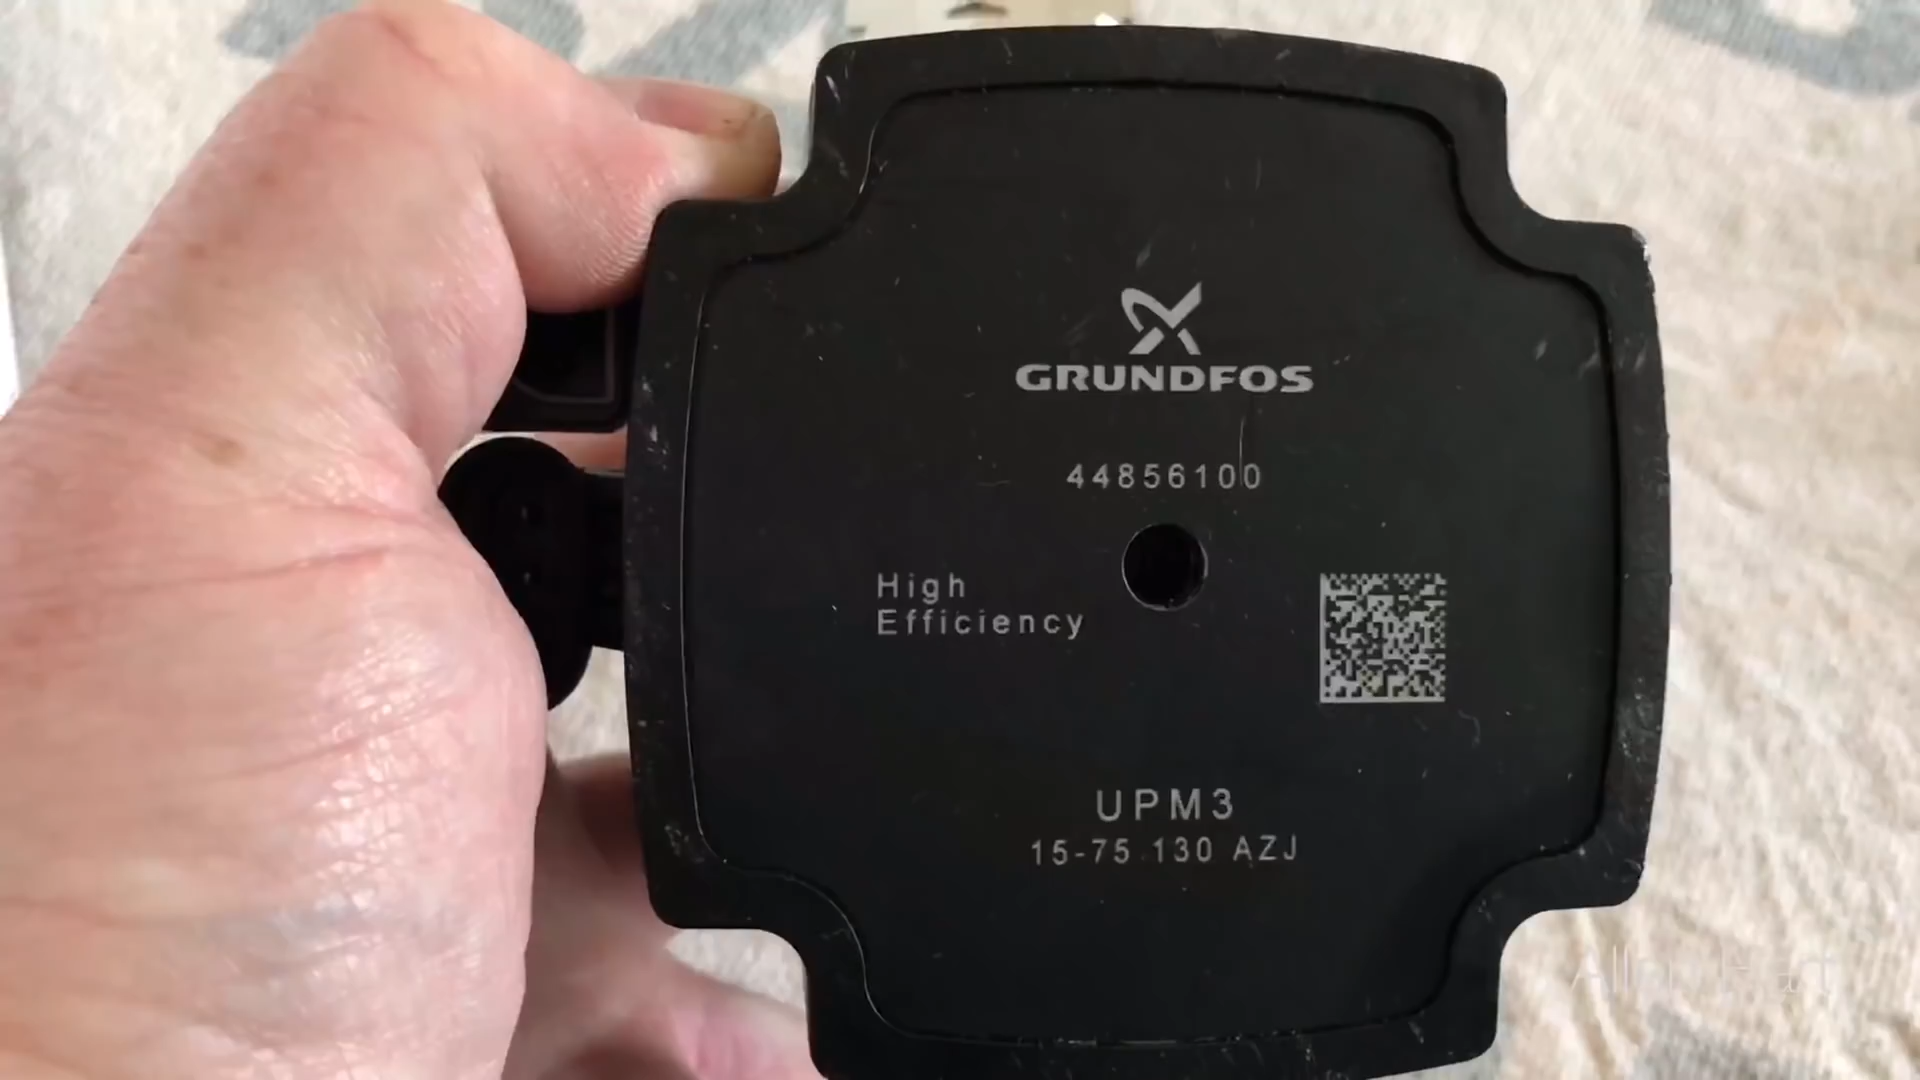 GRUNDFOS
44856100
High
Efficiency
UPM3
15-75 130 AZJ